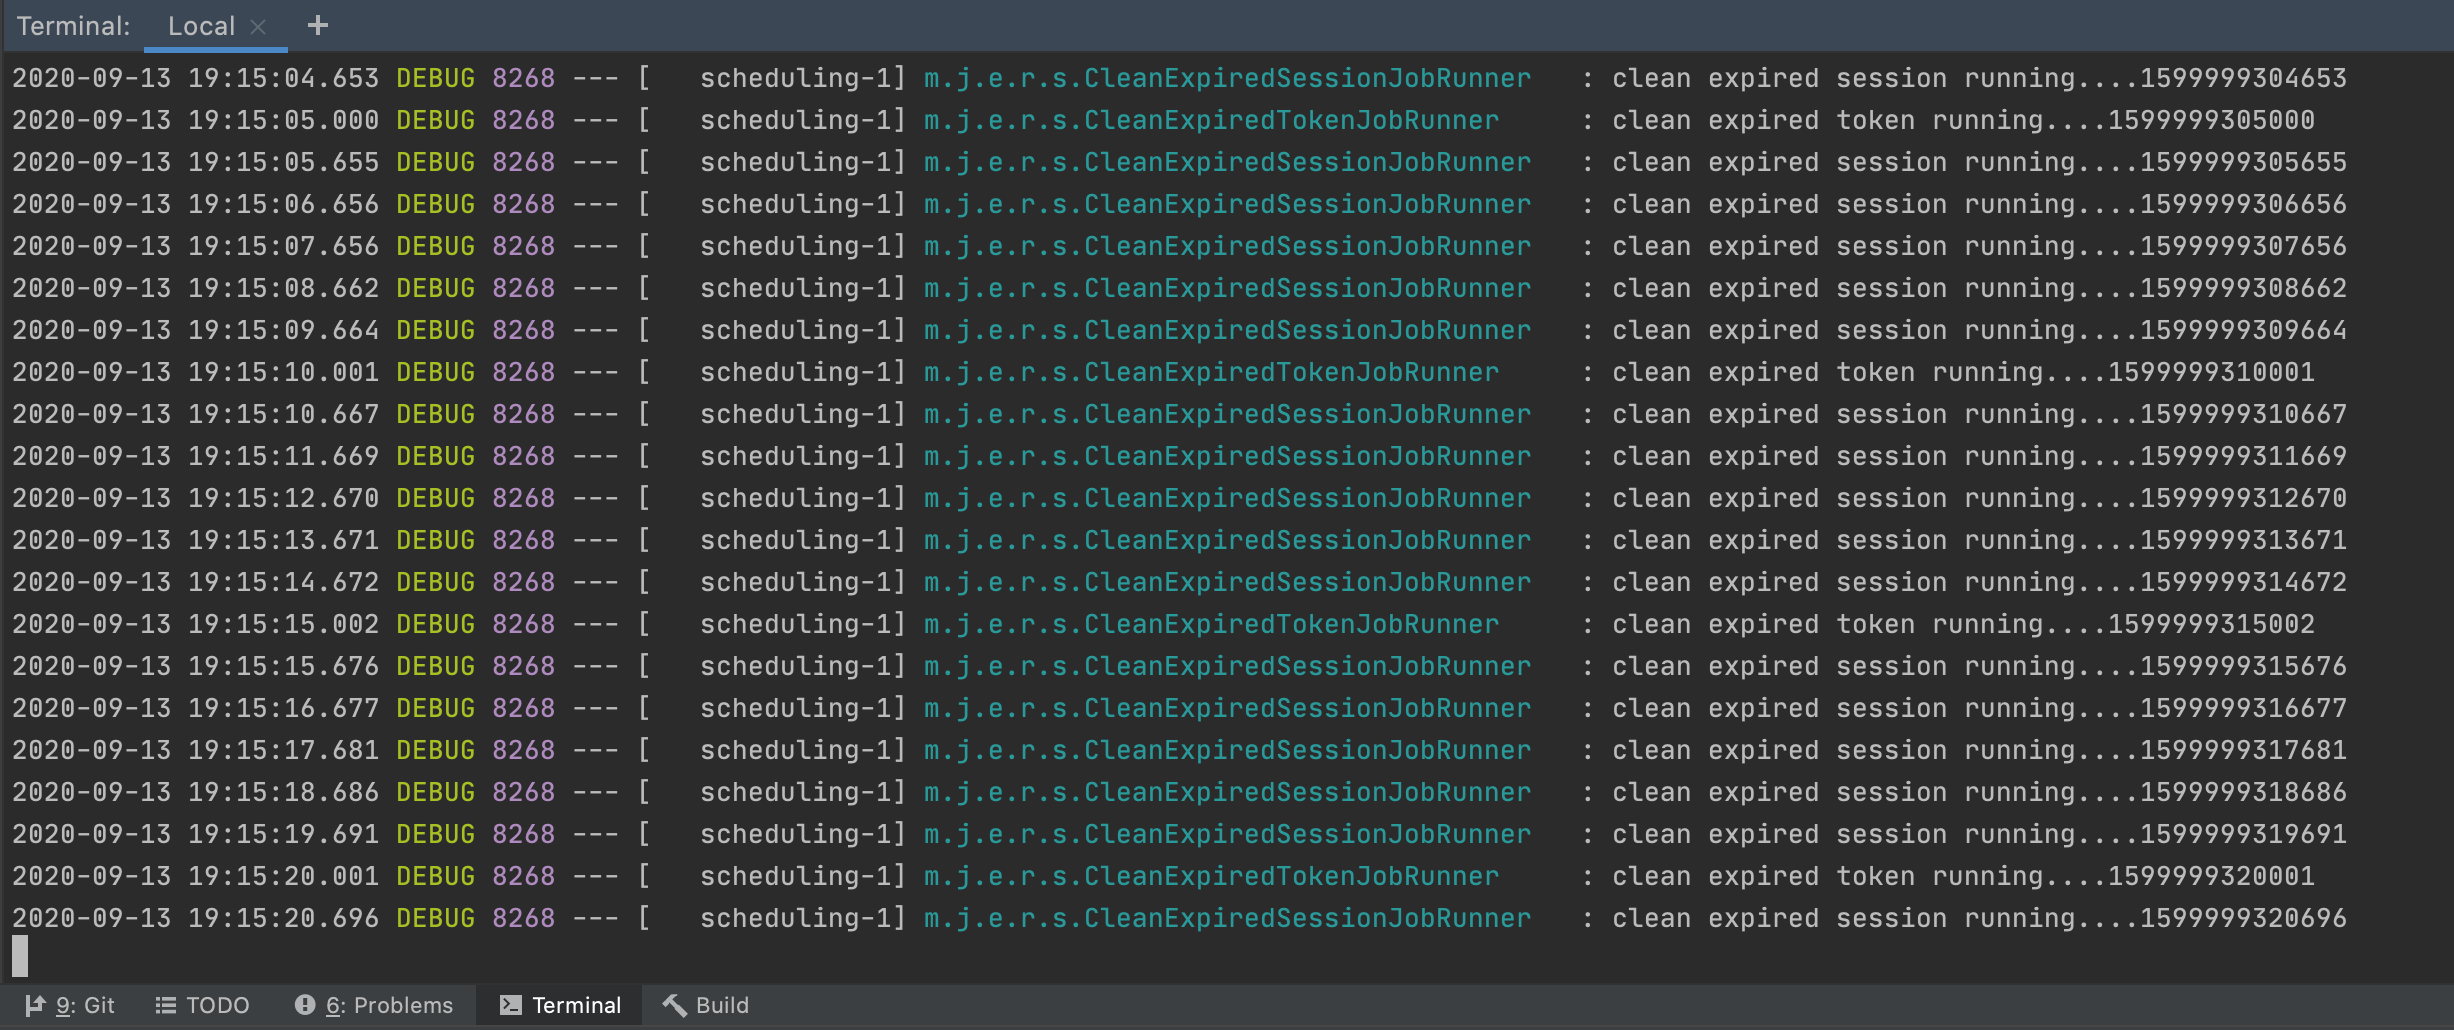 Terminal: Local × +
2020-09-13 19:15:04.653 DEBUG 8268 --- [   scheduling-1] m.j.e.r.s.CleanExpiredSessionJobRunner   : clean expired session running....1599999304653
2020-09-13 19:15:05.000 DEBUG 8268 --- [   scheduling-1] m.j.e.r.s.CleanExpiredTokenJobRunner     : clean expired token running....1599999305000
2020-09-13 19:15:05.655 DEBUG 8268 --- [   scheduling-1] m.j.e.r.s.CleanExpiredSessionJobRunner   : clean expired session running....1599999305655
2020-09-13 19:15:06.656 DEBUG 8268 --- [   scheduling-1] m.j.e.r.s.CleanExpiredSessionJobRunner   : clean expired session running....1599999306656
2020-09-13 19:15:07.656 DEBUG 8268 --- [   scheduling-1] m.j.e.r.s.CleanExpiredSessionJobRunner   : clean expired session running....1599999307656
2020-09-13 19:15:08.662 DEBUG 8268 --- [   scheduling-1] m.j.e.r.s.CleanExpiredSessionJobRunner   : clean expired session running....1599999308662
2020-09-13 19:15:09.664 DEBUG 8268 --- [   scheduling-1] m.j.e.r.s.CleanExpiredSessionJobRunner   : clean expired session running....1599999309664
2020-09-13 19:15:10.001 DEBUG 8268 --- [   scheduling-1] m.j.e.r.s.CleanExpiredTokenJobRunner     : clean expired token running....1599999310001
2020-09-13 19:15:10.667 DEBUG 8268 --- [   scheduling-1] m.j.e.r.s.CleanExpiredSessionJobRunner   : clean expired session running....1599999310667
2020-09-13 19:15:11.669 DEBUG 8268 --- [   scheduling-1] m.j.e.r.s.CleanExpiredSessionJobRunner   : clean expired session running....1599999311669
2020-09-13 19:15:12.670 DEBUG 8268 --- [   scheduling-1] m.j.e.r.s.CleanExpiredSessionJobRunner   : clean expired session running....1599999312670
2020-09-13 19:15:13.671 DEBUG 8268 --- [   scheduling-1] m.j.e.r.s.CleanExpiredSessionJobRunner   : clean expired session running....1599999313671
2020-09-13 19:15:14.672 DEBUG 8268 --- [   scheduling-1] m.j.e.r.s.CleanExpiredSessionJobRunner   : clean expired session running....1599999314672
2020-09-13 19:15:15.002 DEBUG 8268 --- [   scheduling-1] m.j.e.r.s.CleanExpiredTokenJobRunner     : clean expired token running....1599999315002
2020-09-13 19:15:15.676 DEBUG 8268 --- [   scheduling-1] m.j.e.r.s.CleanExpiredSessionJobRunner   : clean expired session running....1599999315676
2020-09-13 19:15:16.677 DEBUG 8268 --- [   scheduling-1] m.j.e.r.s.CleanExpiredSessionJobRunner   : clean expired session running....1599999316677
2020-09-13 19:15:17.681 DEBUG 8268 --- [   scheduling-1] m.j.e.r.s.CleanExpiredSessionJobRunner   : clean expired session running....1599999317681
2020-09-13 19:15:18.686 DEBUG 8268 --- [   scheduling-1] m.j.e.r.s.CleanExpiredSessionJobRunner   : clean expired session running....1599999318686
2020-09-13 19:15:19.691 DEBUG 8268 --- [   scheduling-1] m.j.e.r.s.CleanExpiredSessionJobRunner   : clean expired session running....1599999319691
2020-09-13 19:15:20.001 DEBUG 8268 --- [   scheduling-1] m.j.e.r.s.CleanExpiredTokenJobRunner     : clean expired token running....1599999320001
2020-09-13 19:15:20.696 DEBUG 8268 --- [   scheduling-1] m.j.e.r.s.CleanExpiredSessionJobRunner   : clean expired session running....1599999320696
9: Git TODO 6: Problems Terminal Build